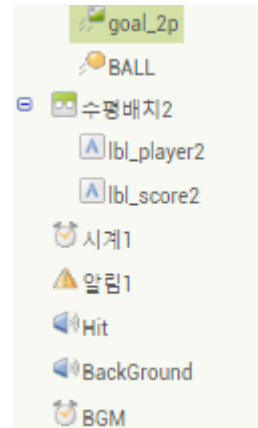 goal_2p
BALL
수평배치2
lbl_player2
lbl_score2
시계1
알림1
Hit
BackGround
BGM